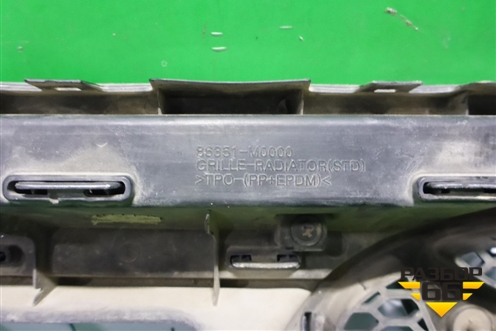 86351-M0000
GRILLE-RADIATOR(STD)
>TPO-(PP+EPDM)<
РАЗБОР
66